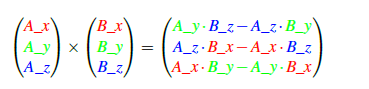 (A_x) (B_x) (A_y·B_z−A_z·B_y)
(A_y) × (B_y) = (A_z·B_x−A_x·B_z)
(A_z) (B_z) (A_x·B_y−A_y·B_x)